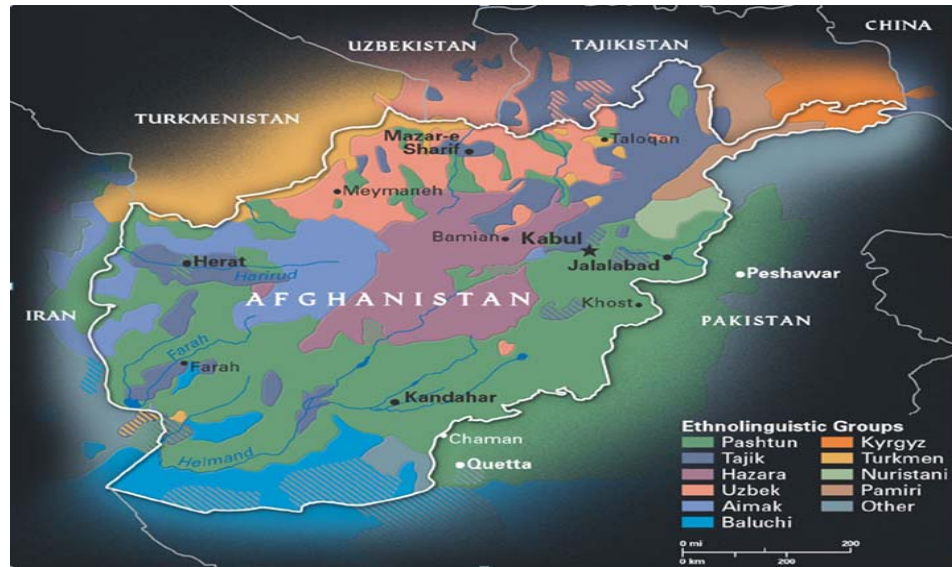 CHINA
UZBEKISTAN
TAJIKISTAN
TURKMENISTAN
Mazar-e
Sharif
Taloqan
Meymaneh
Bamian
Kabul
Herat
Harirud
Jalalabad
Peshawar
AFGHANISTAN
Khost
IRAN
PAKISTAN
Farah
Farah
Kandahar
Chaman
Helmand
Quetta
Ethnolinguistic Groups
Pashtun
Tajik
Hazara
Uzbek
Aimak
Baluchi
Kyrgyz
Turkmen
Nuristani
Pamiri
Other
0 mi 200
0 km 200